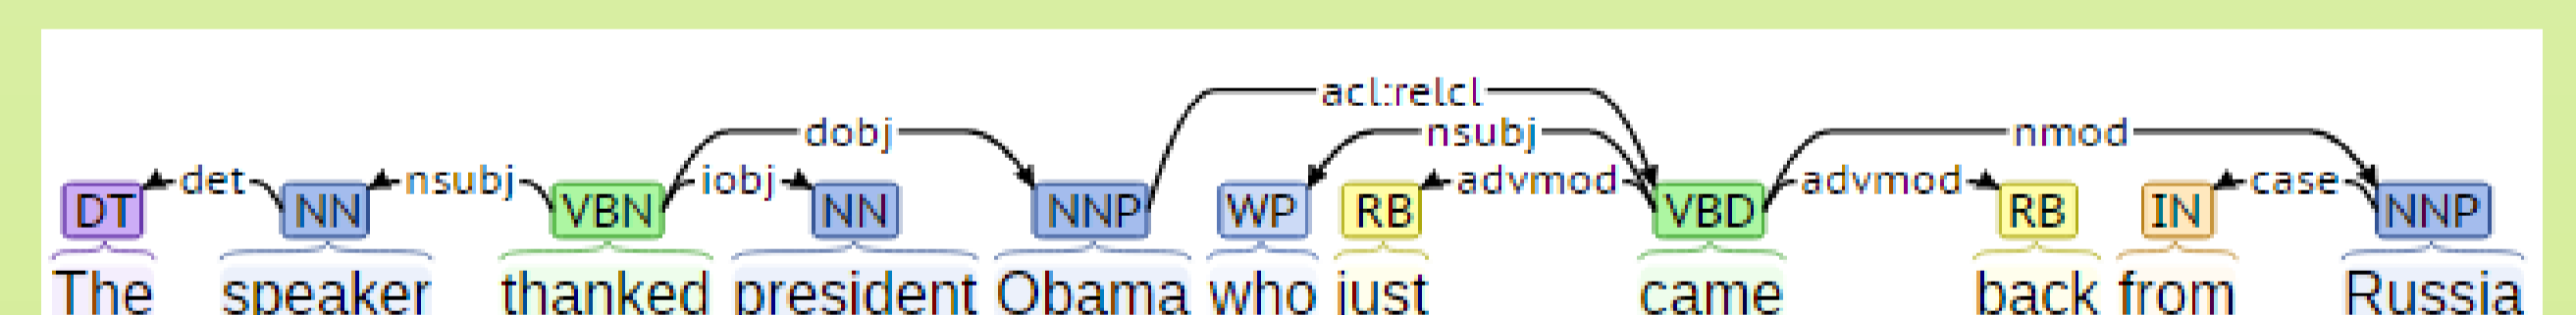 acl:relcl
dobj nsubj nmod
det nsubj iobj advmod advmod case
DT NN VBN NN NNP WP RB VBD RB IN NNP
The speaker thanked president Obama who just came back from Russia